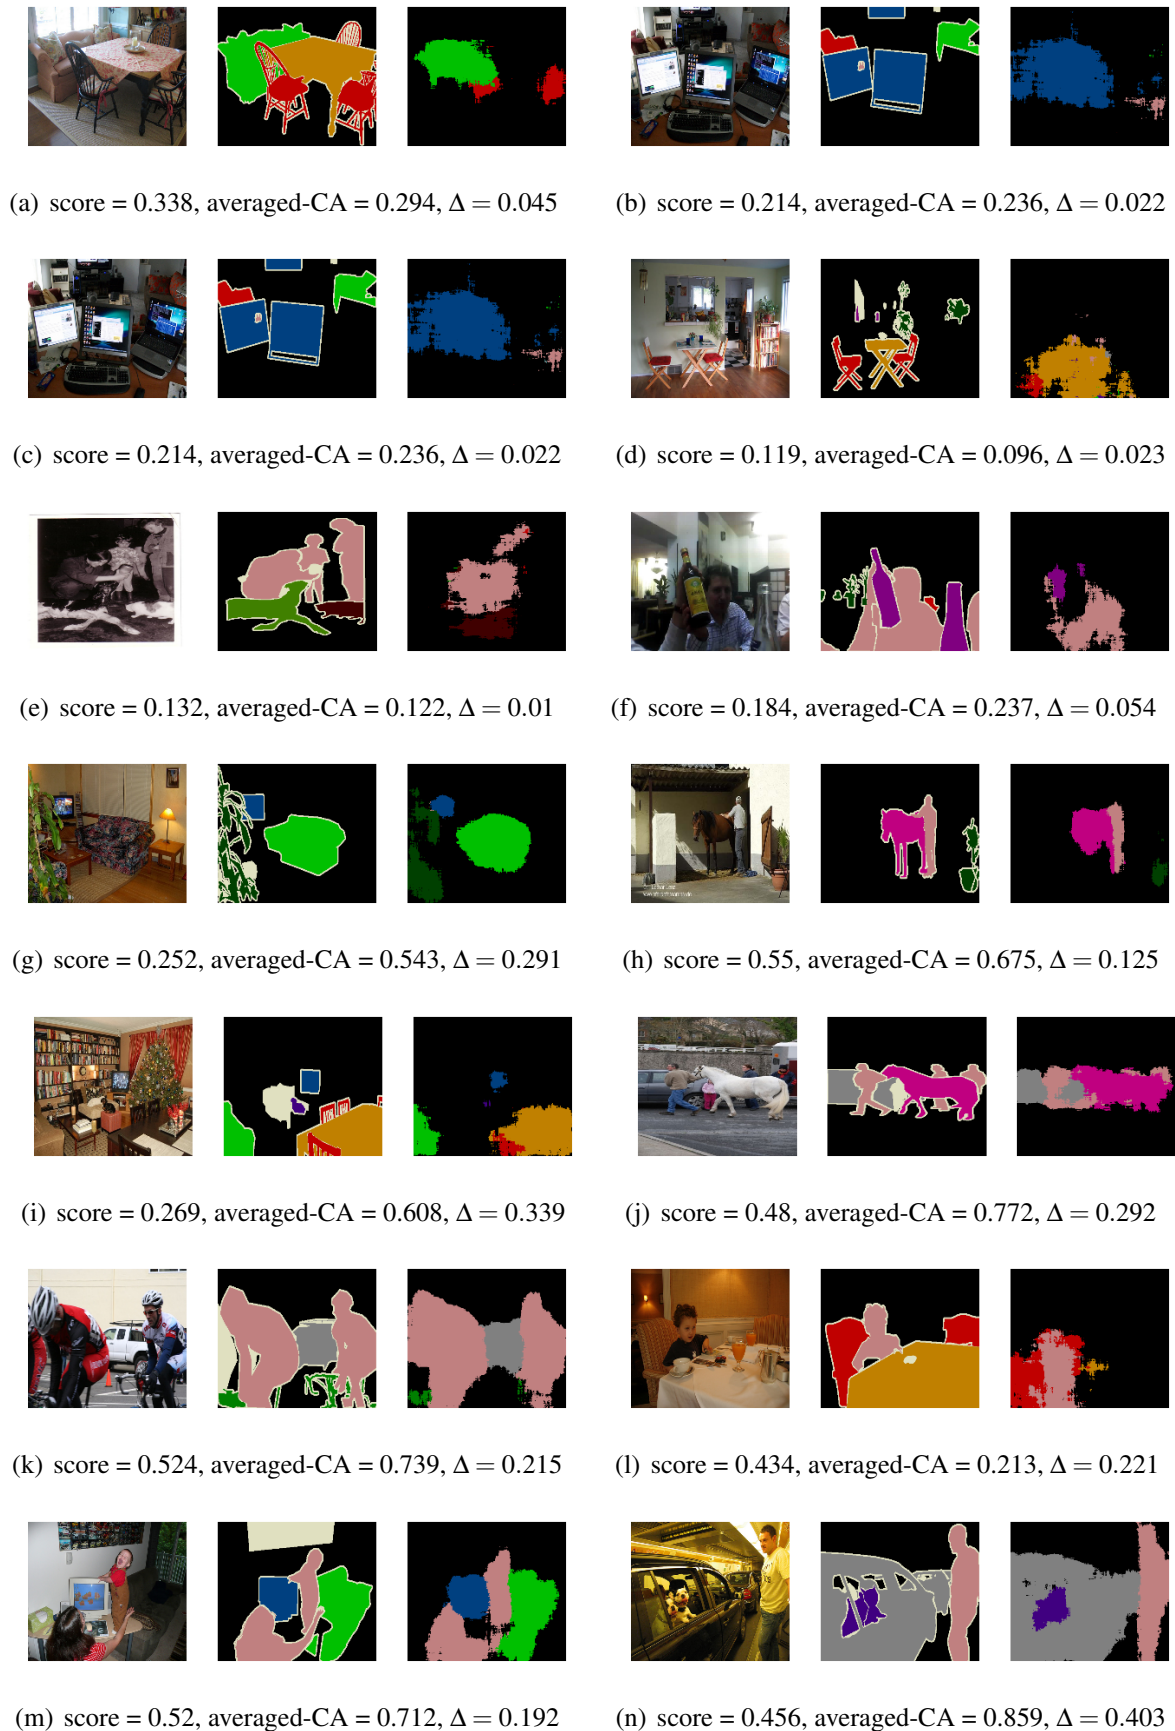 (a) score = 0.338, averaged-CA = 0.294, Δ = 0.045
(b) score = 0.214, averaged-CA = 0.236, Δ = 0.022
(c) score = 0.214, averaged-CA = 0.236, Δ = 0.022
(d) score = 0.119, averaged-CA = 0.096, Δ = 0.023
(e) score = 0.132, averaged-CA = 0.122, Δ = 0.01
(f) score = 0.184, averaged-CA = 0.237, Δ = 0.054
(g) score = 0.252, averaged-CA = 0.543, Δ = 0.291
(h) score = 0.55, averaged-CA = 0.675, Δ = 0.125
(i) score = 0.269, averaged-CA = 0.608, Δ = 0.339
(j) score = 0.48, averaged-CA = 0.772, Δ = 0.292
(k) score = 0.524, averaged-CA = 0.739, Δ = 0.215
(l) score = 0.434, averaged-CA = 0.213, Δ = 0.221
(m) score = 0.52, averaged-CA = 0.712, Δ = 0.192
(n) score = 0.456, averaged-CA = 0.859, Δ = 0.403